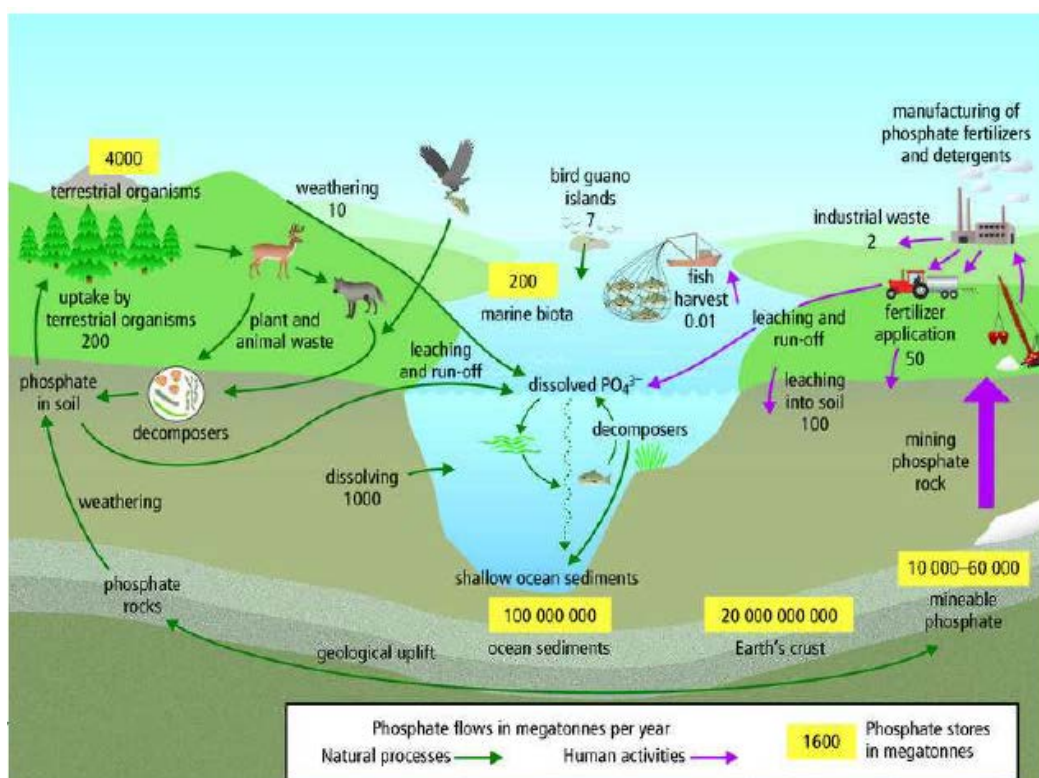 manufacturing of
phosphate fertilizers
and detergents
4000
terrestrial organisms
weathering
10
bird guano
islands
7
industrial waste
2
200
marine biota
fish
harvest
0.01
uptake by
terrestrial organisms
200
plant and
animal waste
leaching
and run-off
leaching and
run-off
fertilizer
application
50
phosphate
in soil
decomposers
dissolved PO₄³⁻
decomposers
leaching
into soil
100
mining
phosphate
rock
dissolving
1000
weathering
phosphate
rocks
shallow ocean sediments
100 000 000
ocean sediments
20 000 000 000
Earth's crust
10 000–60 000
mineable
phosphate
geological uplift
Phosphate flows in megatonnes per year
Natural processes
Human activities
1600
Phosphate stores
in megatonnes